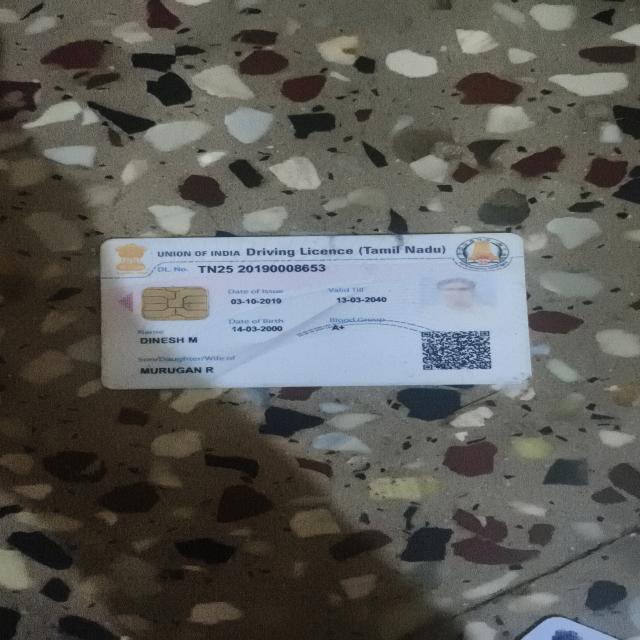 UNION OF INDIA Driving Licence (Tamil Nadu)
DL. No. TN25 20190008653
Date of Issue Valid Till
03-10-2019 13-03-2040
Date of Birth Blood Group
14-03-2000 A+
Name
DINESH M
Son/Daughter/Wife of
MURUGAN R